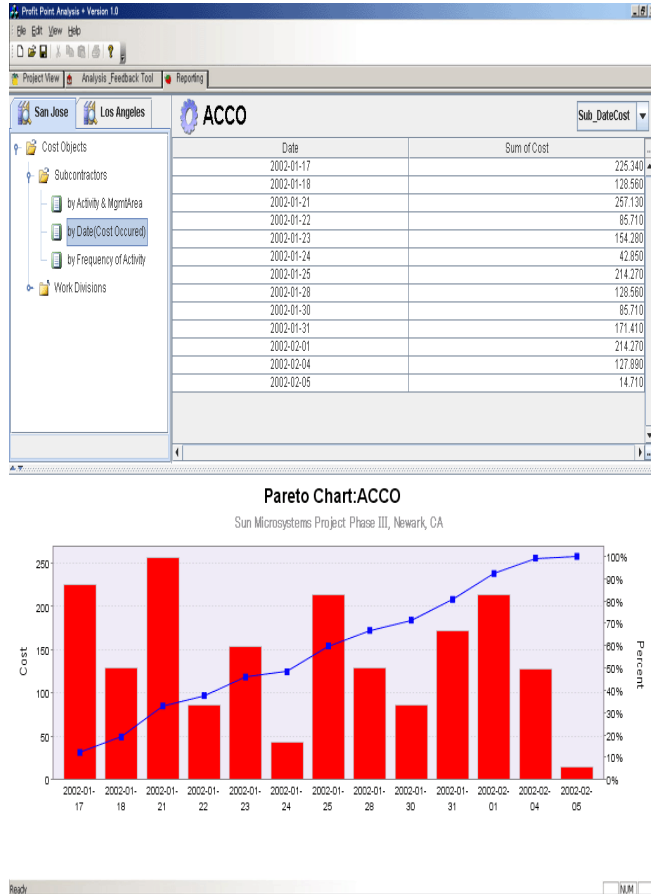 Profit Point Analysis + Version 1.0
File Edit View Help
Project View Analysis_Feedback Tool Reporting
San Jose Los Angeles
ACCO
Sub_DateCost
Cost Objects
Subcontractors
by Activity & MgmtArea
by Date(Cost Occured)
by Frequency of Activity
Work Divisions
Date Sum of Cost
2002-01-17 225.340
2002-01-18 128.560
2002-01-21 257.130
2002-01-22 85.710
2002-01-23 154.280
2002-01-24 42.850
2002-01-25 214.270
2002-01-28 128.560
2002-01-30 85.710
2002-01-31 171.410
2002-02-01 214.270
2002-02-04 127.890
2002-02-05 14.710
Pareto Chart:ACCO
Sun Microsystems Project Phase III, Newark, CA
Cost
250
200
150
100
50
0
100%
90%
80%
70%
60%
50%
40%
30%
20%
10%
0%
Percent
2002-01- 2002-01- 2002-01- 2002-01- 2002-01- 2002-01- 2002-01- 2002-01- 2002-01- 2002-01- 2002-02- 2002-02- 2002-02-
17 18 21 22 23 24 25 28 30 31 01 04 05
Ready NUM